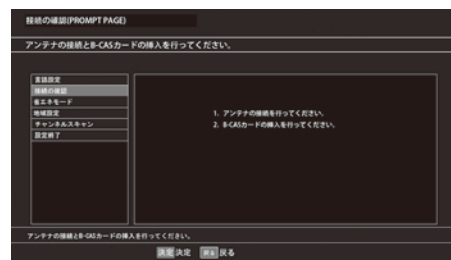 接続の確認(PROMPT PAGE)
アンテナの接続とB-CASカードの挿入を行ってください。
言語設定
接続の確認
省エネモード
地域設定
チャンネルスキャン
設定終了
1. アンテナの接続を行ってください。
2. B-CASカードの挿入を行ってください。
アンテナの接続とB-CASカードの挿入を行ってください。
決定 決定 戻る 戻る